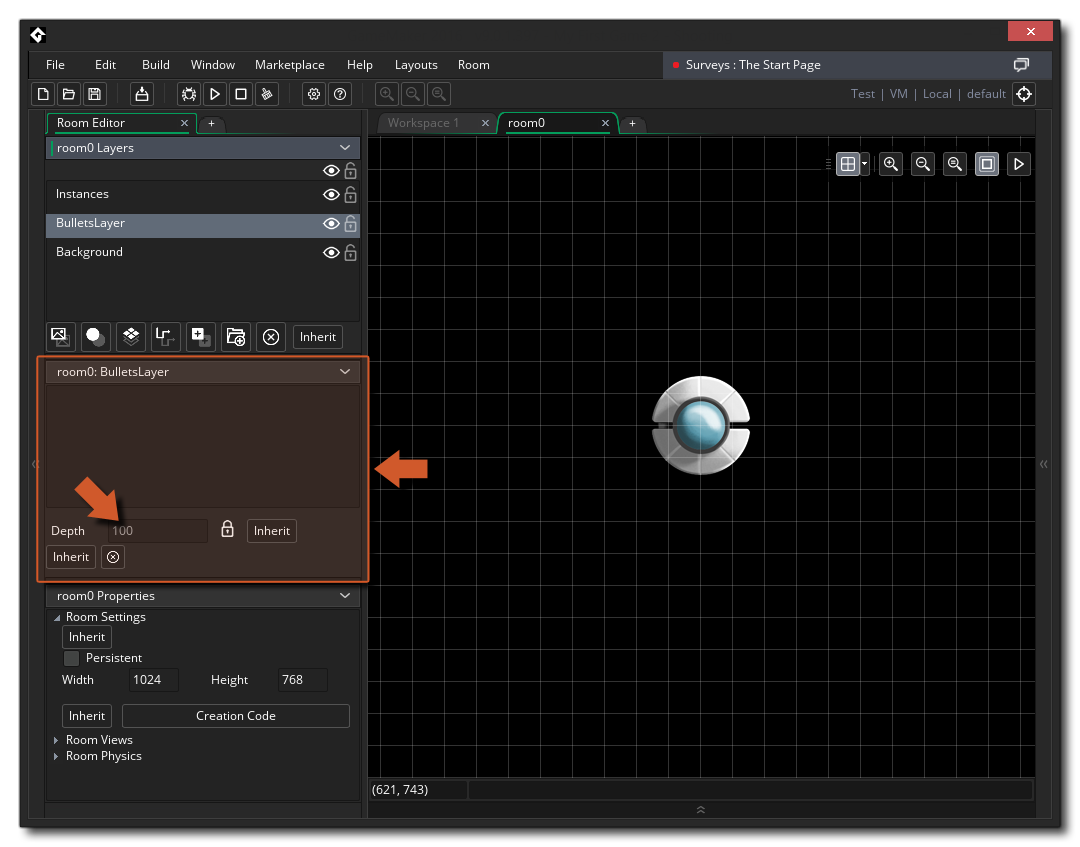 File Edit Build Window Marketplace Help Layouts Room Surveys : The Start Page
Test | VM | Local | default
Room Editor
Workspace 1
room0
room0 Layers
Instances
BulletsLayer
Background
Inherit
room0: BulletsLayer
Depth 100 Inherit
Inherit
room0 Properties
Room Settings
Inherit
Persistent
Width 1024 Height 768
Inherit Creation Code
Room Views
Room Physics
(621, 743)